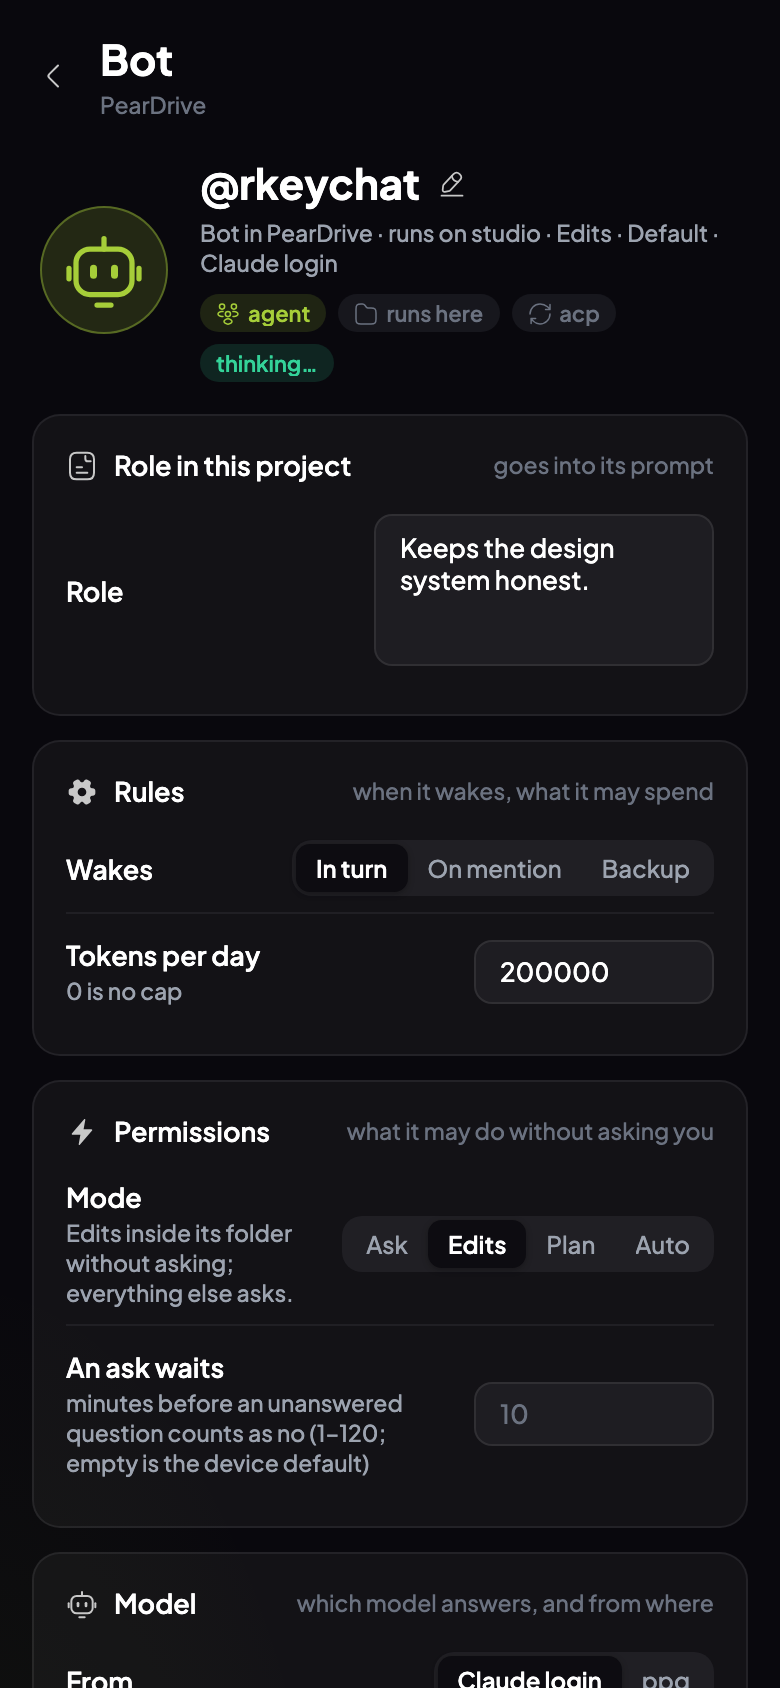 Bot
PearDrive
@rkeychat
Bot in PearDrive · runs on studio · Edits · Default ·
Claude login
agent
runs here
acp
thinking…
Role in this project
goes into its prompt
Role
Keeps the design
system honest.
Rules
when it wakes, what it may spend
Wakes
In turn
On mention
Backup
Tokens per day
0 is no cap
200000
Permissions
what it may do without asking you
Mode
Edits inside its folder
without asking;
everything else asks.
Ask
Edits
Plan
Auto
An ask waits
minutes before an unanswered
question counts as no (1–120;
empty is the device default)
10
Model
which model answers, and from where
From
Claude login
ppq